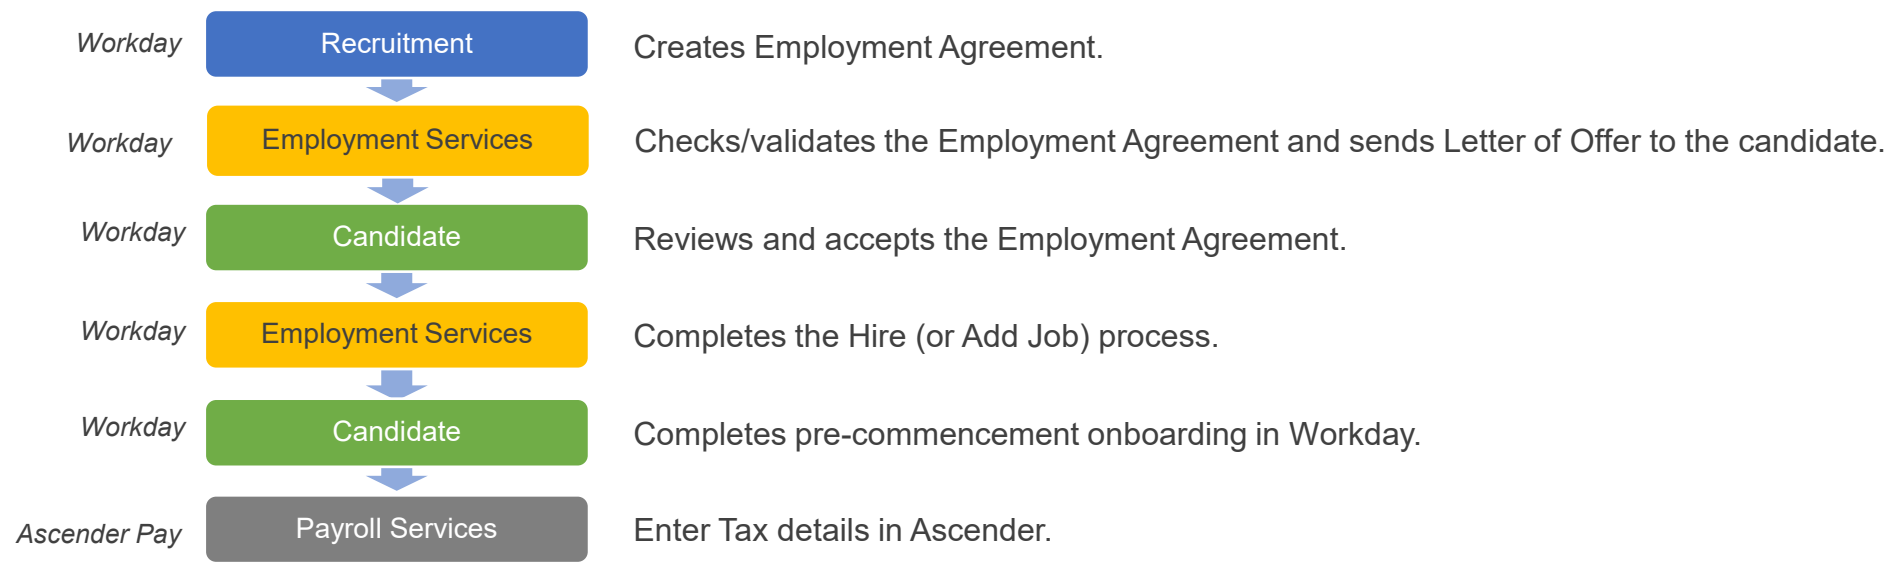 Workday
Recruitment
Creates Employment Agreement.
Workday
Employment Services
Checks/validates the Employment Agreement and sends Letter of Offer to the candidate.
Workday
Candidate
Reviews and accepts the Employment Agreement.
Workday
Employment Services
Completes the Hire (or Add Job) process.
Workday
Candidate
Completes pre-commencement onboarding in Workday.
Ascender Pay
Payroll Services
Enter Tax details in Ascender.